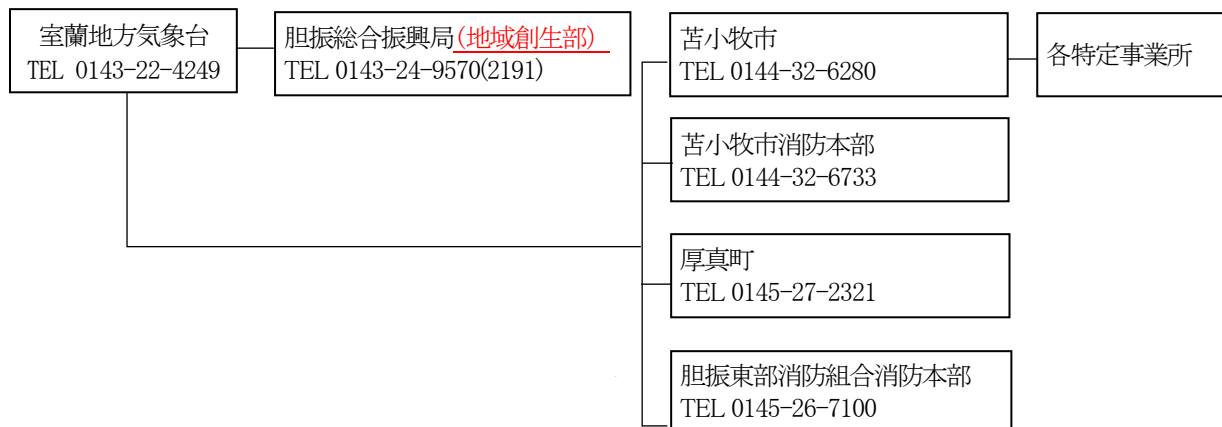 室蘭地方気象台
TEL 0143-22-4249
胆振総合振興局(地域創生部)
TEL 0143-24-9570(2191)
苫小牧市
TEL 0144-32-6280
各特定事業所
苫小牧市消防本部
TEL 0144-32-6733
厚真町
TEL 0145-27-2321
胆振東部消防組合消防本部
TEL 0145-26-7100